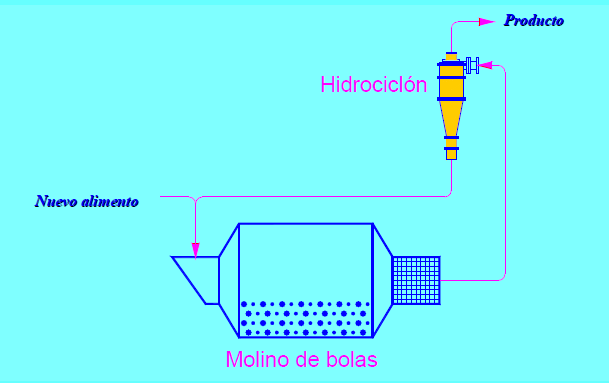 Producto
Hidrociclón
Nuevo alimento
Molino de bolas